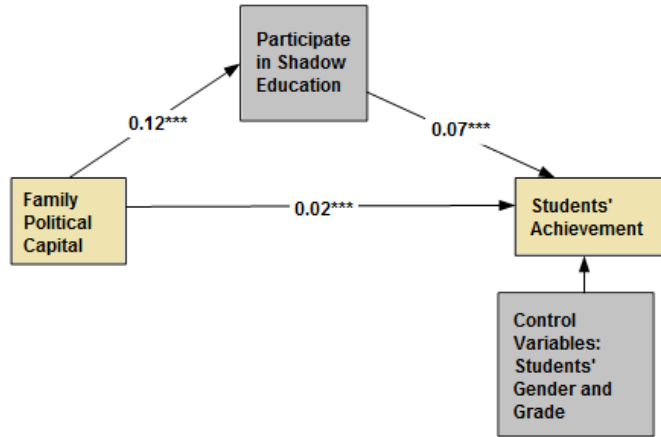 Participate
in Shadow
Education
0.12***
0.07***
Family
Political
Capital
0.02***
Students'
Achievement
Control
Variables:
Students'
Gender and
Grade